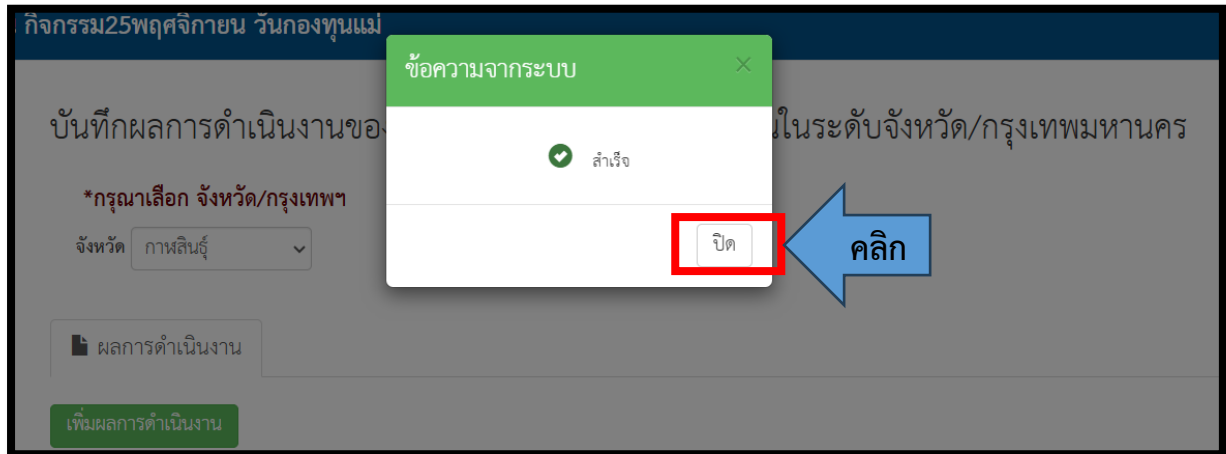 กิจกรรม25พฤศจิกายน วันกองทุนแม่
ข้อความจากระบบ ×
บันทึกผลการดำเนินงานของ
ในระดับจังหวัด/กรุงเทพมหานคร
สำเร็จ
*กรุณาเลือก จังหวัด/กรุงเทพฯ
จังหวัด กาฬสินธุ์
ปิด
คลิก
ผลการดำเนินงาน
เพิ่มผลการดำเนินงาน